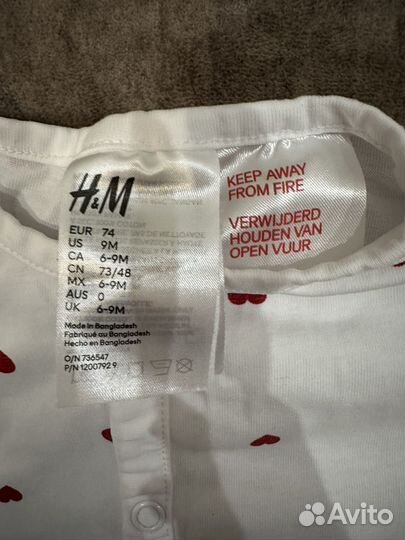 H&M
EUR 74
US 9M
CA 6-9M
CN 73/48
MX 6-9M
AUS 0
UK 6-9M
Made in Bangladesh
Fabriqué au Bangladesh
Hecho en Bangladesh
O/N 736547
P/N 1200792 9
KEEP AWAY
FROM FIRE
VERWIJDERD
HOUDEN VAN
OPEN VUUR
Avito